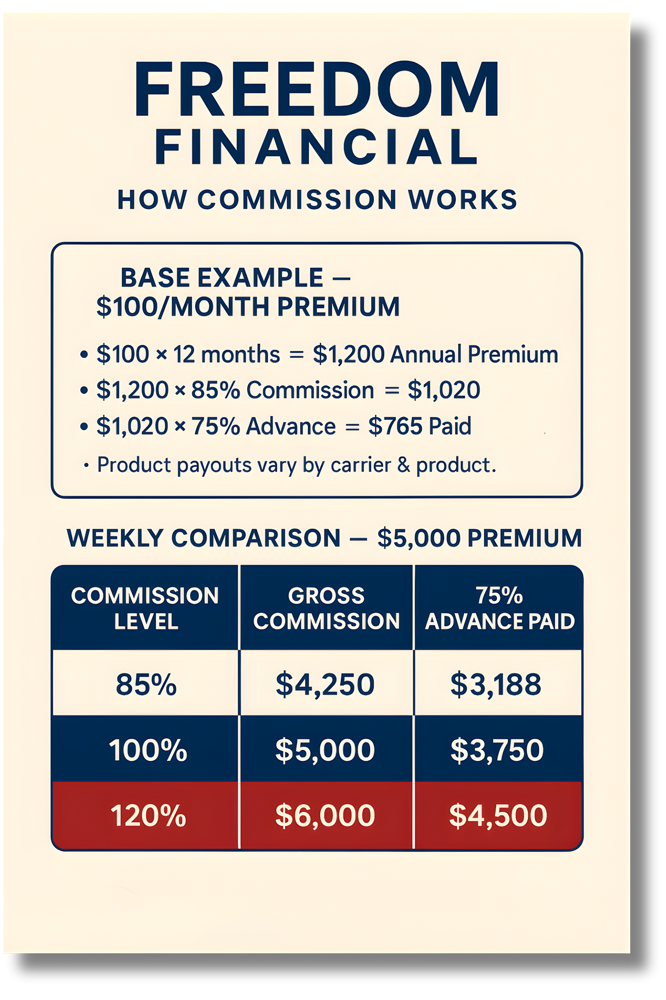 FREEDOM
FINANCIAL
HOW COMMISSION WORKS
BASE EXAMPLE —
$100/MONTH PREMIUM
• $100 × 12 months = $1,200 Annual Premium
• $1,200 × 85% Commission = $1,020
• $1,020 × 75% Advance = $765 Paid
• Product payouts vary by carrier & product.
WEEKLY COMPARISON — $5,000 PREMIUM
COMMISSION LEVEL GROSS COMMISSION 75% ADVANCE PAID
85% $4,250 $3,188
100% $5,000 $3,750
120% $6,000 $4,500